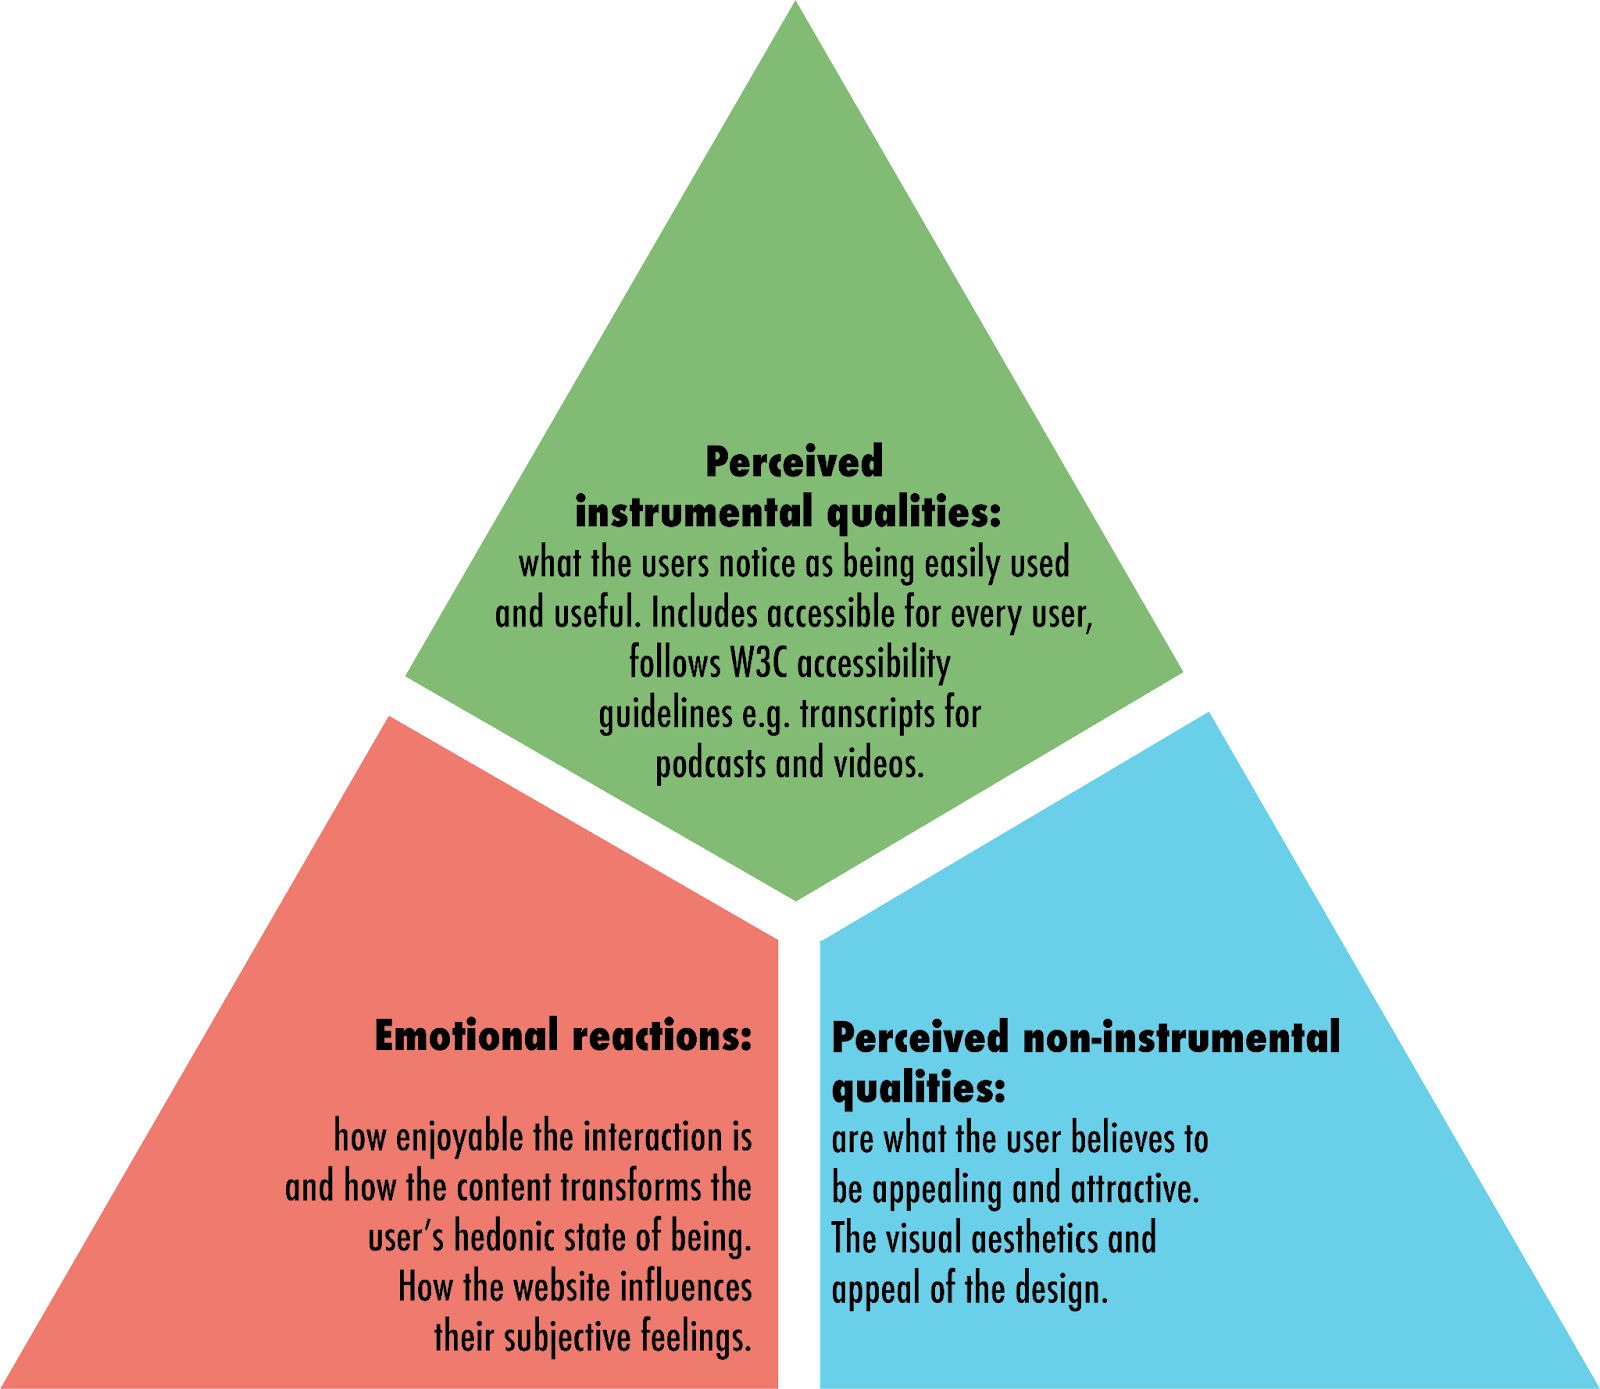 Perceived
instrumental qualities:
what the users notice as being easily used
and useful. Includes accessible for every user,
follows W3C accessibility
guidelines e.g. transcripts for
podcasts and videos.
Emotional reactions:
how enjoyable the interaction is
and how the content transforms the
user’s hedonic state of being.
How the website influences
their subjective feelings.
Perceived non-instrumental
qualities:
are what the user believes to
be appealing and attractive.
The visual aesthetics and
appeal of the design.